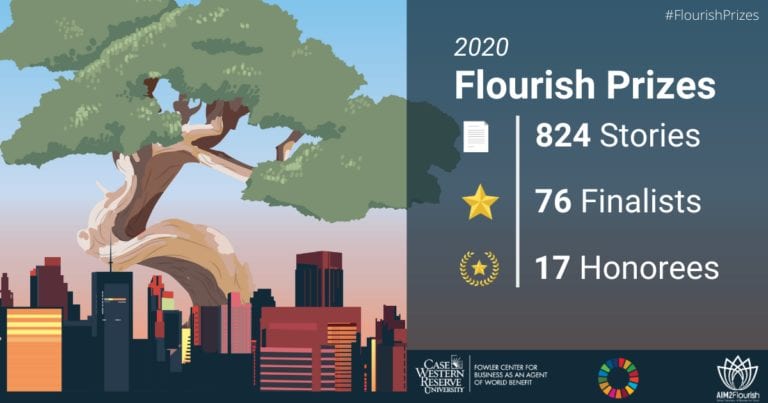 #FlourishPrizes
2020
Flourish Prizes
824 Stories
76 Finalists
17 Honorees
CASE
WESTERN
RESERVE
UNIVERSITY
FOWLER CENTER FOR
BUSINESS AS AN AGENT
OF WORLD BENEFIT
AIM2Flourish